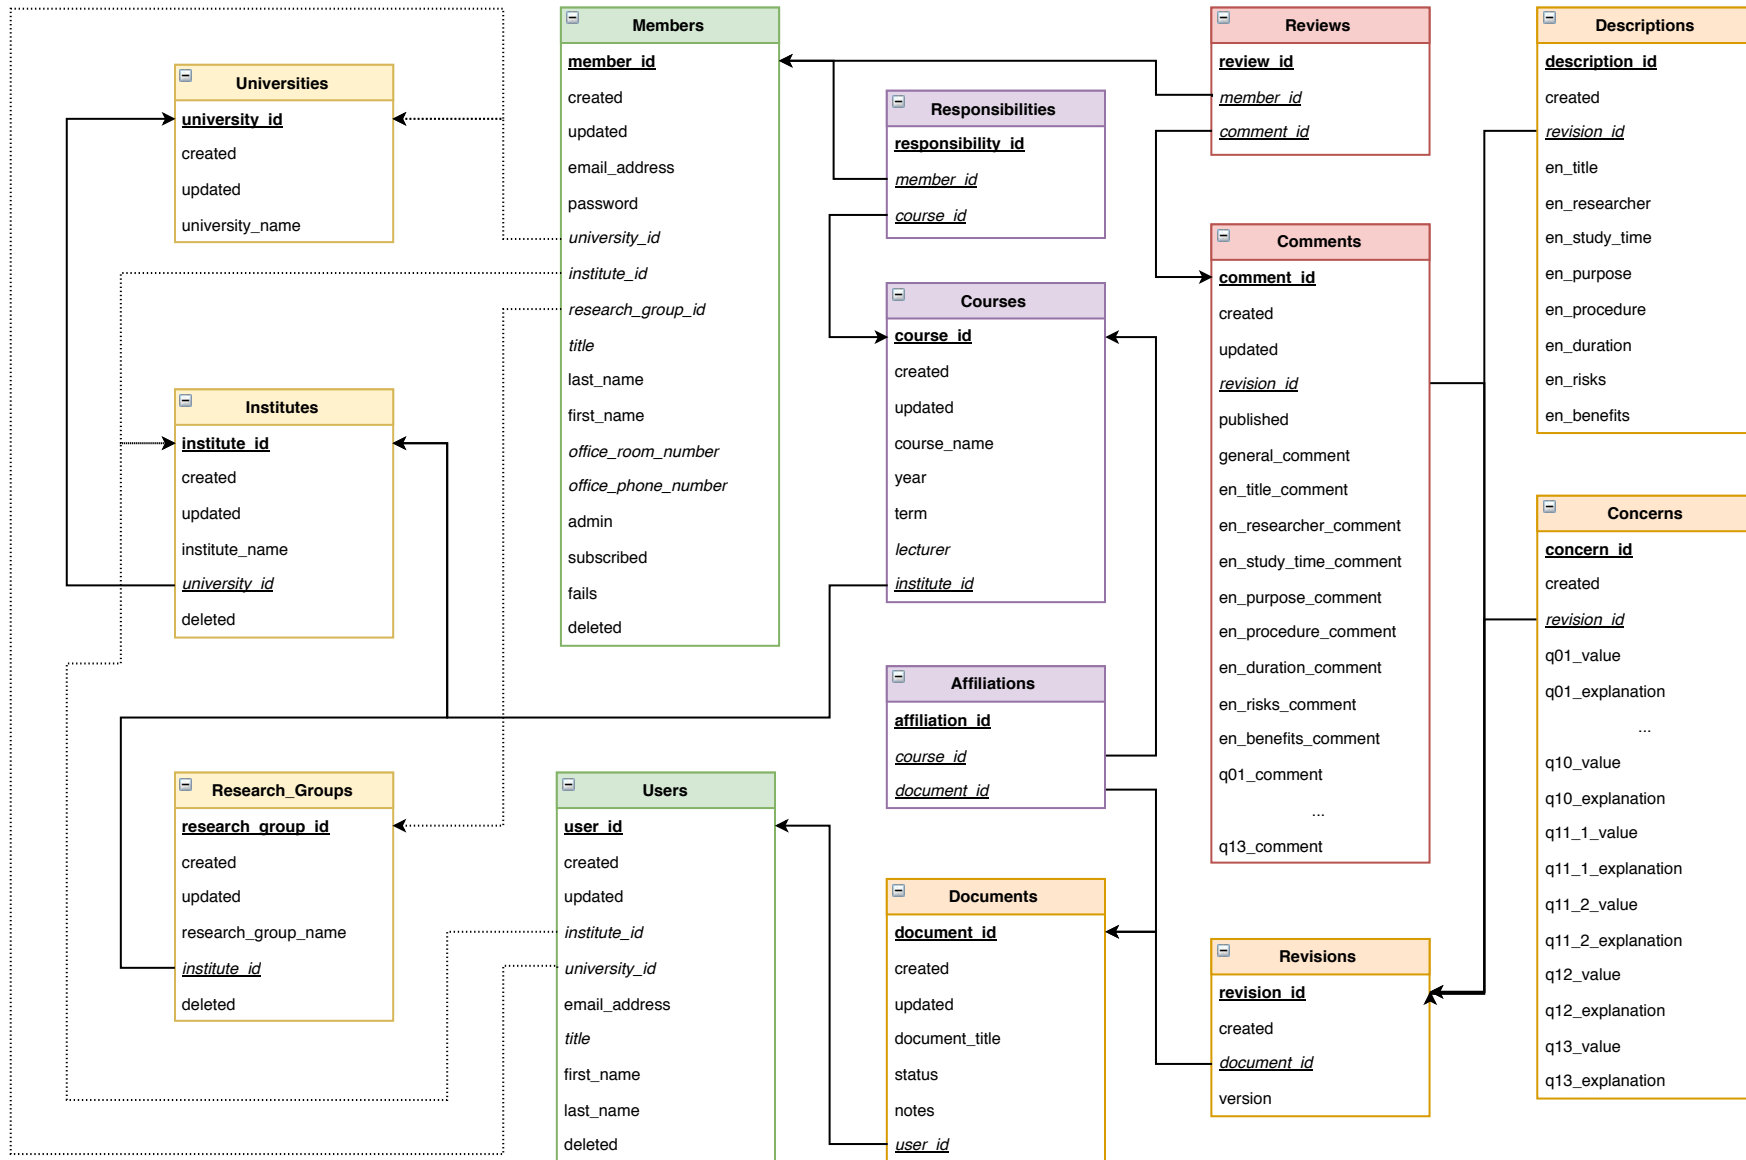 Universities
university_id
created
updated
university_name
Institutes
institute_id
created
updated
institute_name
university_id
deleted
Research_Groups
research_group_id
created
updated
research_group_name
institute_id
deleted
Members
member_id
created
updated
email_address
password
university_id
institute_id
research_group_id
title
last_name
first_name
office_room_number
office_phone_number
admin
subscribed
fails
deleted
Users
user_id
created
updated
institute_id
university_id
email_address
title
first_name
last_name
deleted
Responsibilities
responsibility_id
member_id
course_id
Courses
course_id
created
updated
course_name
year
term
lecturer
institute_id
Affiliations
affiliation_id
course_id
document_id
Documents
document_id
created
updated
document_title
status
notes
user_id
Reviews
review_id
member_id
comment_id
Comments
comment_id
created
updated
revision_id
published
general_comment
en_title_comment
en_researcher_comment
en_study_time_comment
en_purpose_comment
en_procedure_comment
en_duration_comment
en_risks_comment
en_benefits_comment
q01_comment
...
q13_comment
Revisions
revision_id
created
document_id
version
Descriptions
description_id
created
revision_id
en_title
en_researcher
en_study_time
en_purpose
en_procedure
en_duration
en_risks
en_benefits
Concerns
concern_id
created
revision_id
q01_value
q01_explanation
...
q10_value
q10_explanation
q11_1_value
q11_1_explanation
q11_2_value
q11_2_explanation
q12_value
q12_explanation
q13_value
q13_explanation